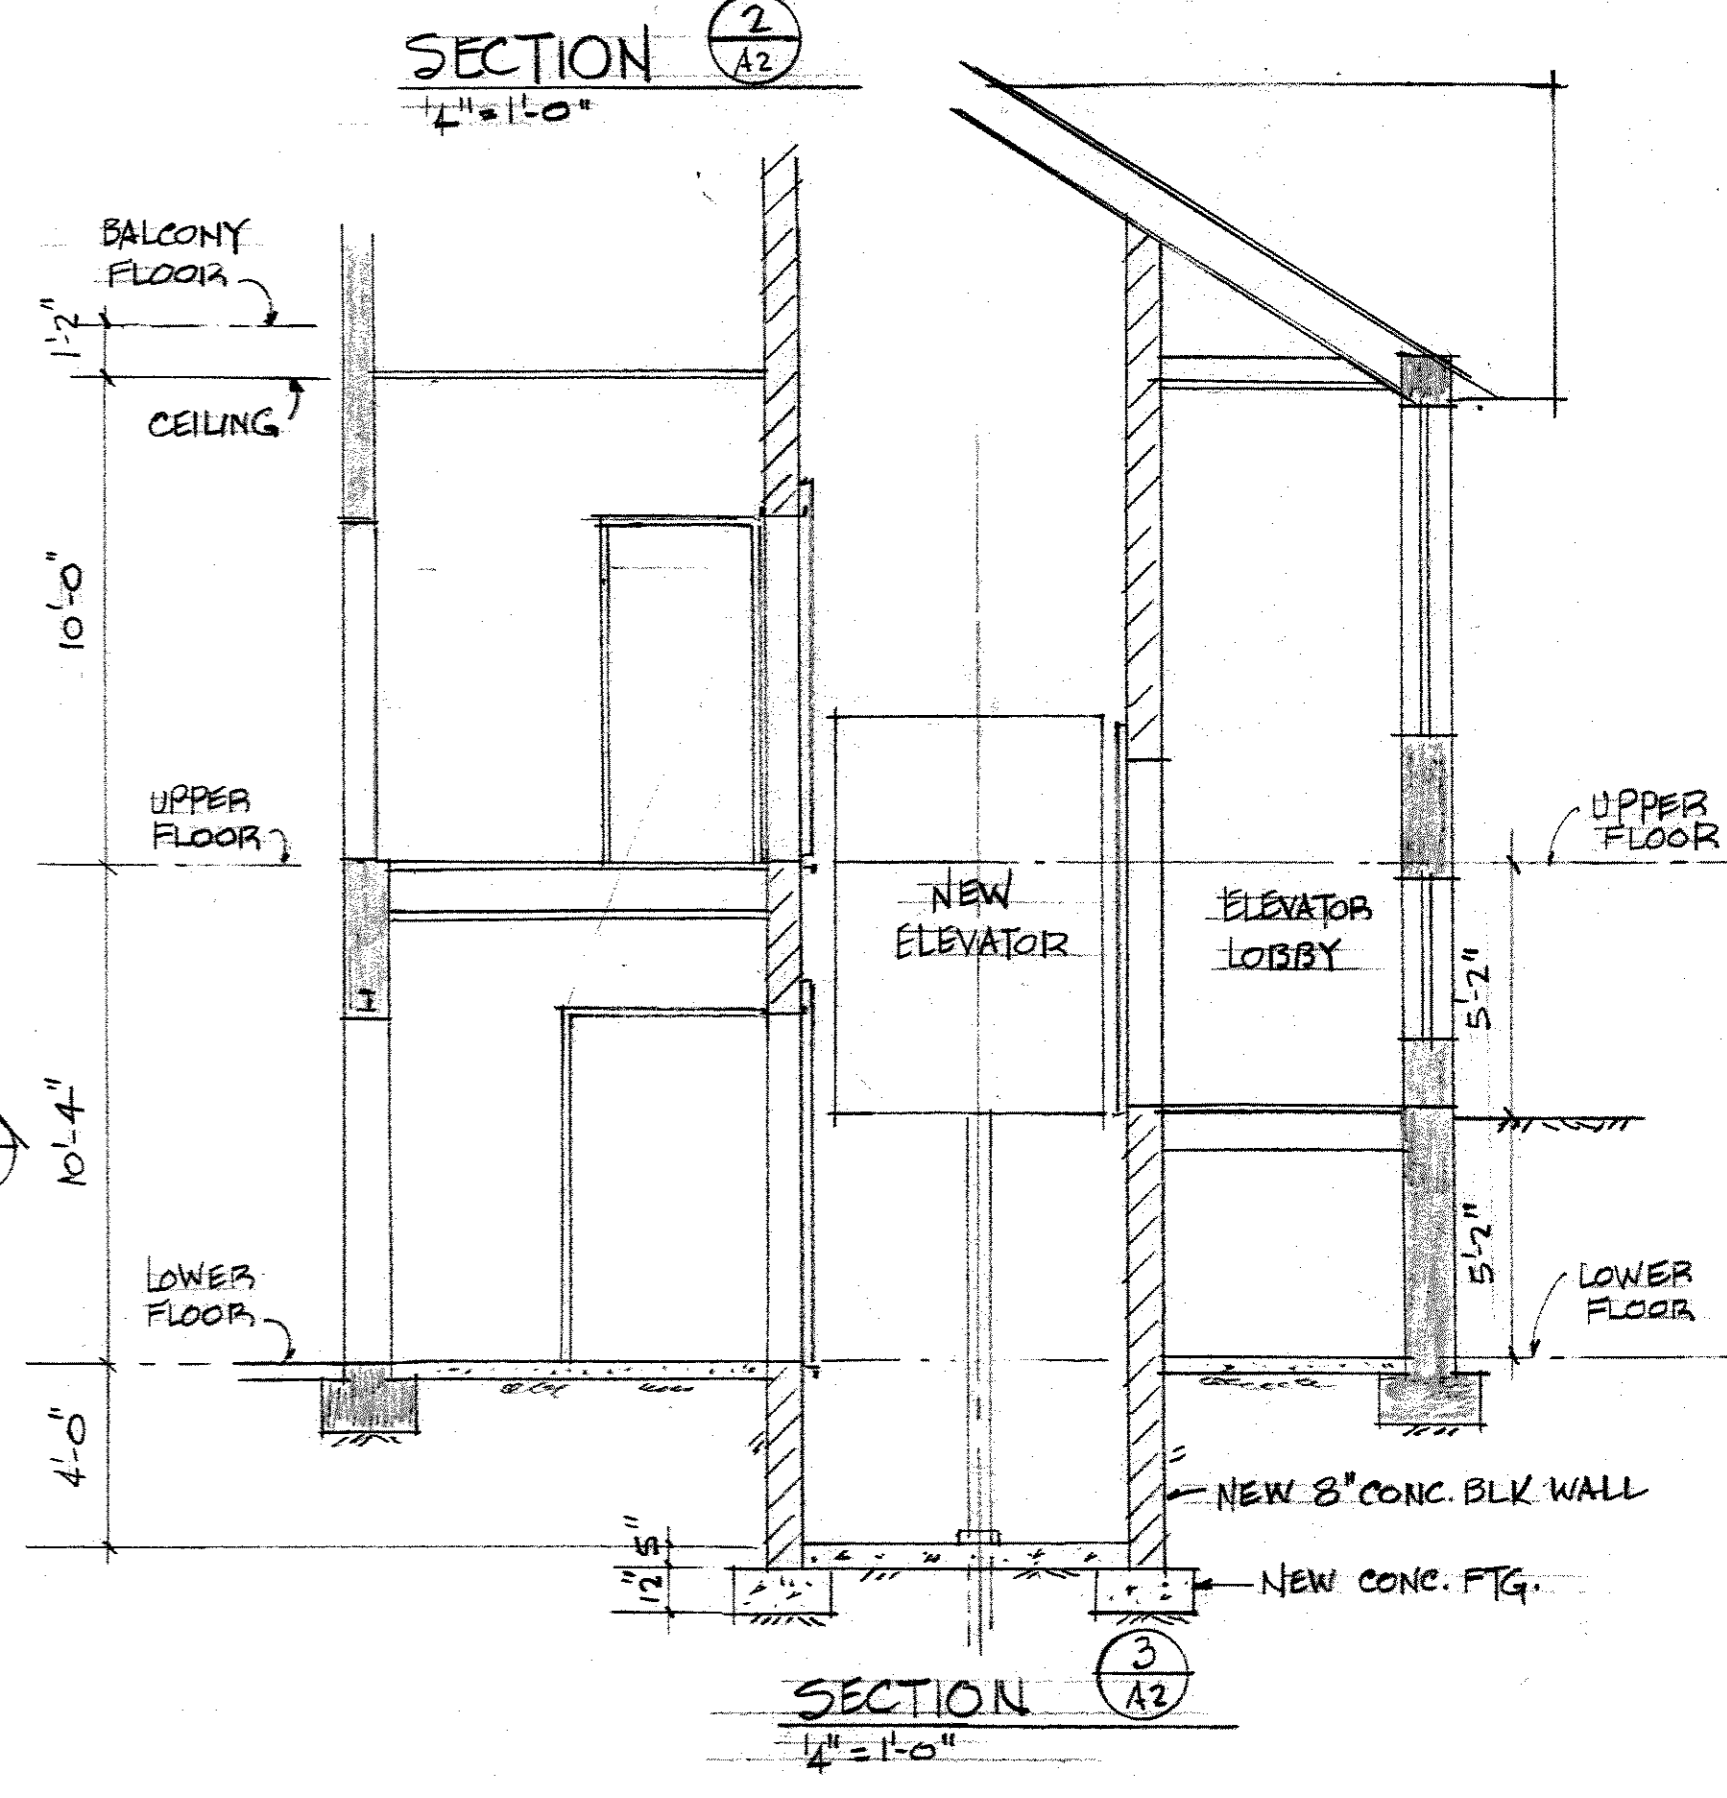 SECTION 2
A2
1/4" = 1'-0"
BALCONY
FLOOR
1'-2"
CEILING
10'-0"
UPPER
FLOOR
UPPER
FLOOR
NEW
ELEVATOR
ELEVATOR
LOBBY
5'-2"
10'-4"
5'-2"
LOWER
FLOOR
LOWER
FLOOR
4'-0"
NEW 8" CONC. BLK WALL
5"
12"
NEW CONC. FTG.
SECTION 3
A2
1/4" = 1'-0"